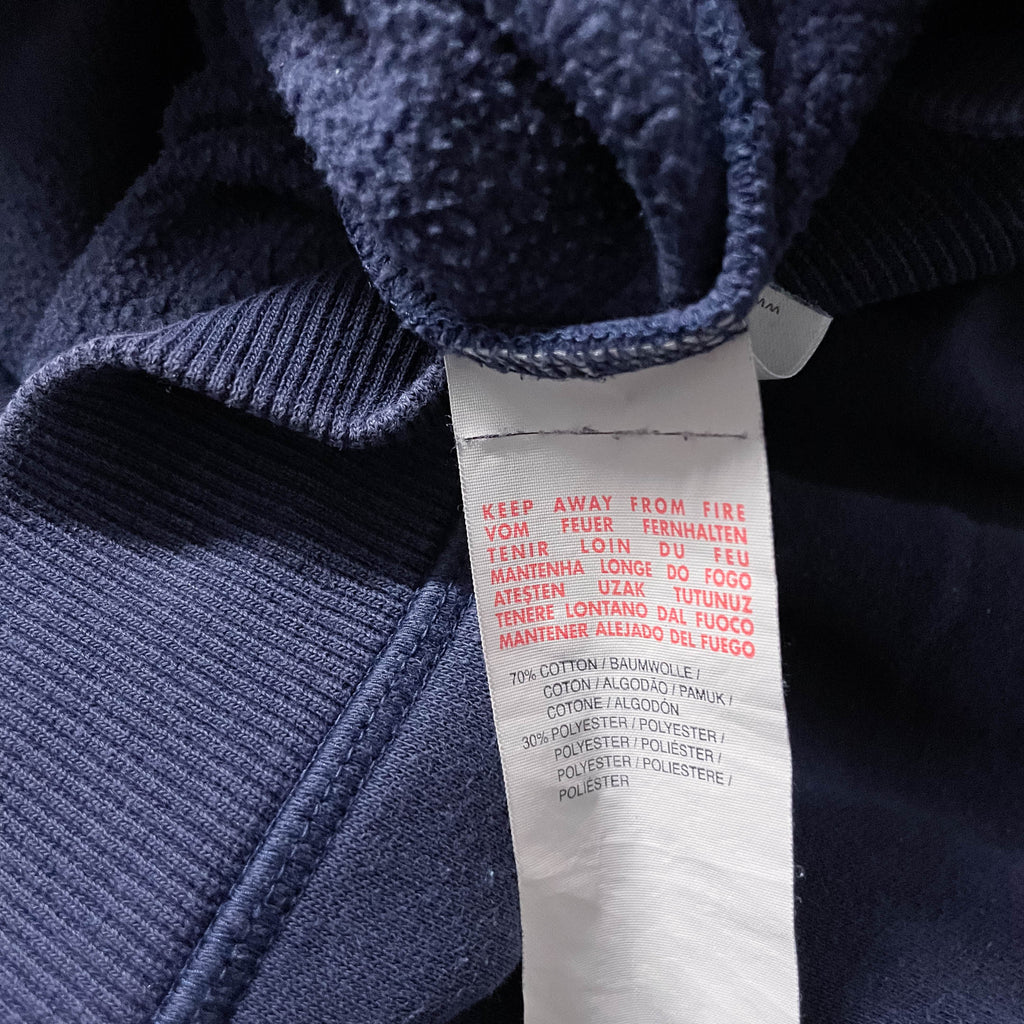 KEEP AWAY FROM FIRE
VOM FEUER FERNHALTEN
TENIR LOIN DU FEU
MANTENHA LONGE DO FOGO
ATEŞTEN UZAK TUTUNUZ
TENERE LONTANO DAL FUOCO
MANTENER ALEJADO DEL FUEGO
70% COTTON / BAUMWOLLE /
COTON / ALGODÃO / PAMUK /
COTONE / ALGODÓN
30% POLYESTER / POLYESTER /
POLYESTER / POLIÉSTER /
POLYESTER / POLIESTERE /
POLIÉSTER